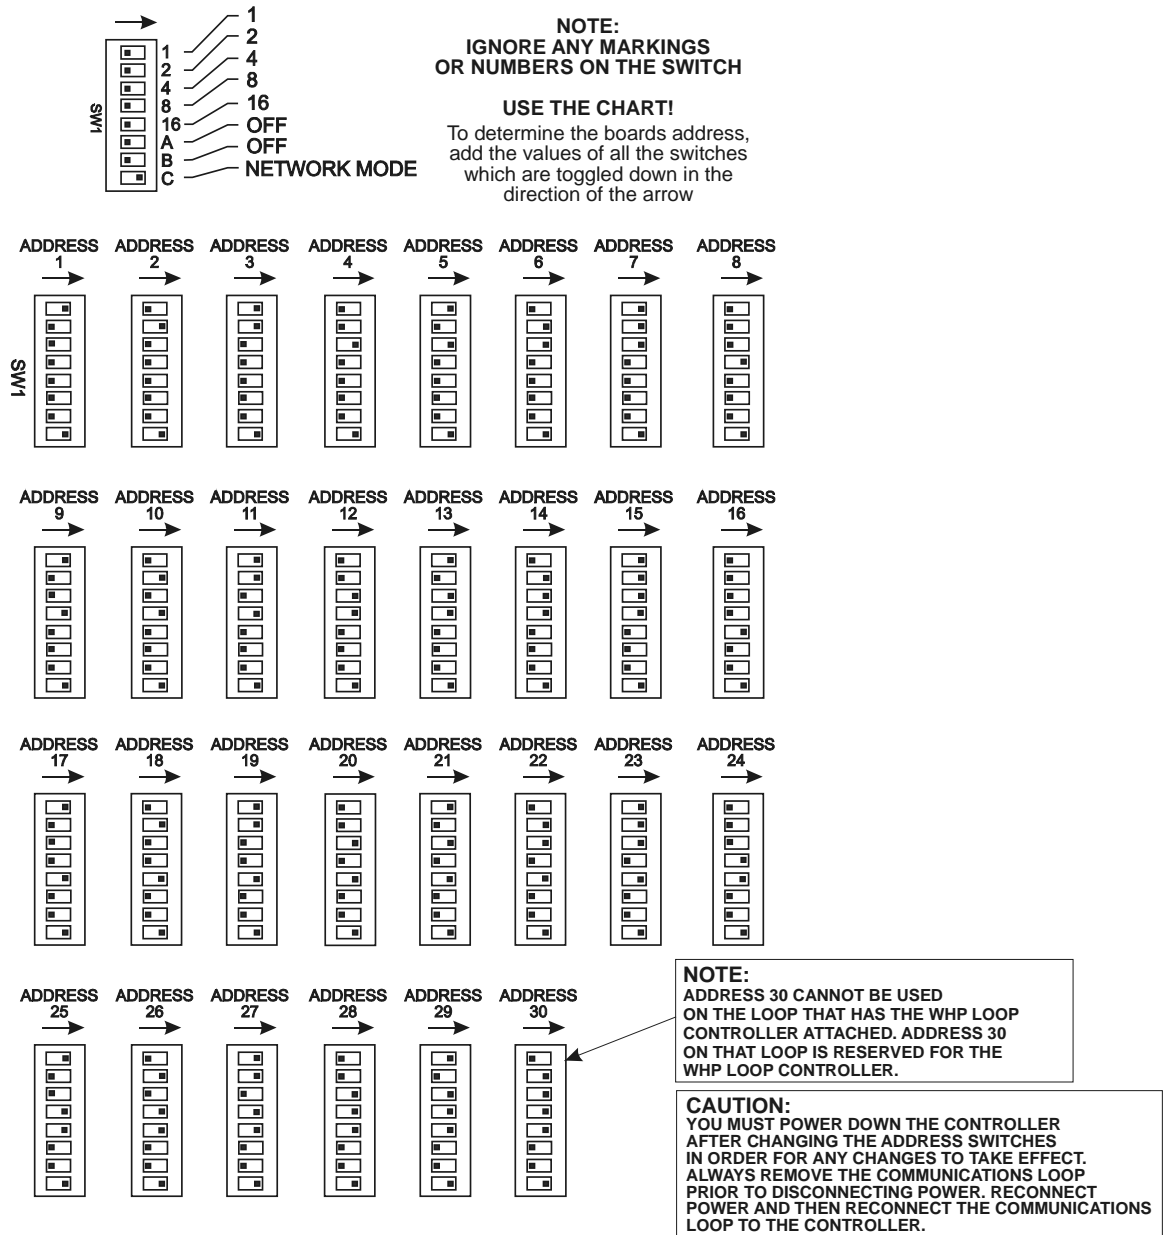 1
2
4
8
16
OFF
OFF
NETWORK MODE
1
2
4
8
16
A
B
C
SW1
NOTE:
IGNORE ANY MARKINGS
OR NUMBERS ON THE SWITCH
USE THE CHART!
To determine the boards address,
add the values of all the switches
which are toggled down in the
direction of the arrow
ADDRESS ADDRESS ADDRESS ADDRESS ADDRESS ADDRESS ADDRESS ADDRESS
1 2 3 4 5 6 7 8
SW1
ADDRESS ADDRESS ADDRESS ADDRESS ADDRESS ADDRESS ADDRESS ADDRESS
9 10 11 12 13 14 15 16
ADDRESS ADDRESS ADDRESS ADDRESS ADDRESS ADDRESS ADDRESS ADDRESS
17 18 19 20 21 22 23 24
ADDRESS ADDRESS ADDRESS ADDRESS ADDRESS ADDRESS
25 26 27 28 29 30
NOTE:
ADDRESS 30 CANNOT BE USED
ON THE LOOP THAT HAS THE WHP LOOP
CONTROLLER ATTACHED. ADDRESS 30
ON THAT LOOP IS RESERVED FOR THE
WHP LOOP CONTROLLER.
CAUTION:
YOU MUST POWER DOWN THE CONTROLLER
AFTER CHANGING THE ADDRESS SWITCHES
IN ORDER FOR ANY CHANGES TO TAKE EFFECT.
ALWAYS REMOVE THE COMMUNICATIONS LOOP
PRIOR TO DISCONNECTING POWER. RECONNECT
POWER AND THEN RECONNECT THE COMMUNICATIONS
LOOP TO THE CONTROLLER.